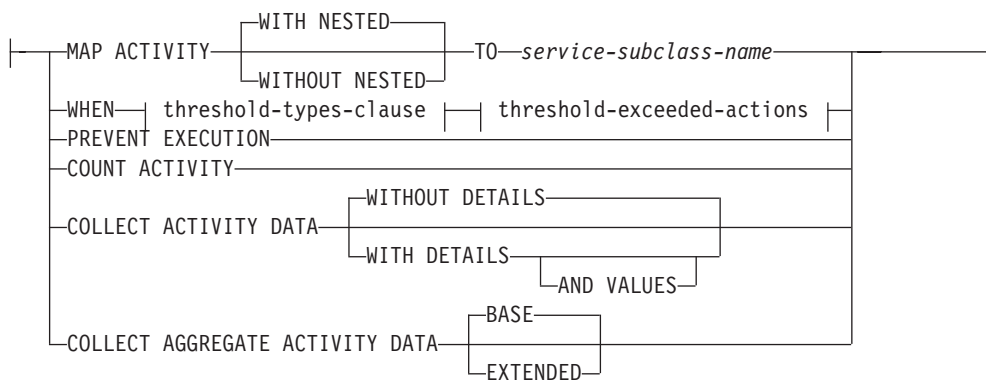 WITH NESTED
MAP ACTIVITY TO service-subclass-name
WITHOUT NESTED
WHEN threshold-types-clause threshold-exceeded-actions
PREVENT EXECUTION
COUNT ACTIVITY
WITHOUT DETAILS
COLLECT ACTIVITY DATA
WITH DETAILS
AND VALUES
BASE
COLLECT AGGREGATE ACTIVITY DATA
EXTENDED